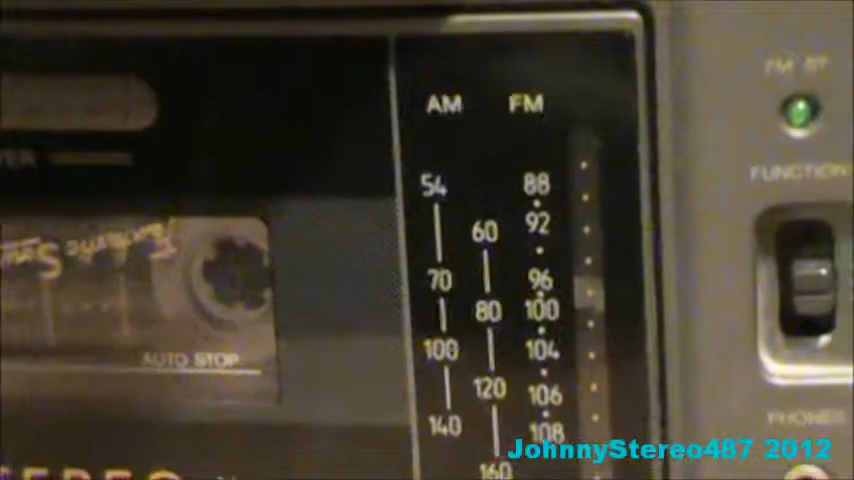 FM ST
AM FM
FUNCTION
54 88
60 92
70 96
80 100
100 104
120 106
140 108
160
AUTO STOP
PHONES
JohnnyStereo487 2012